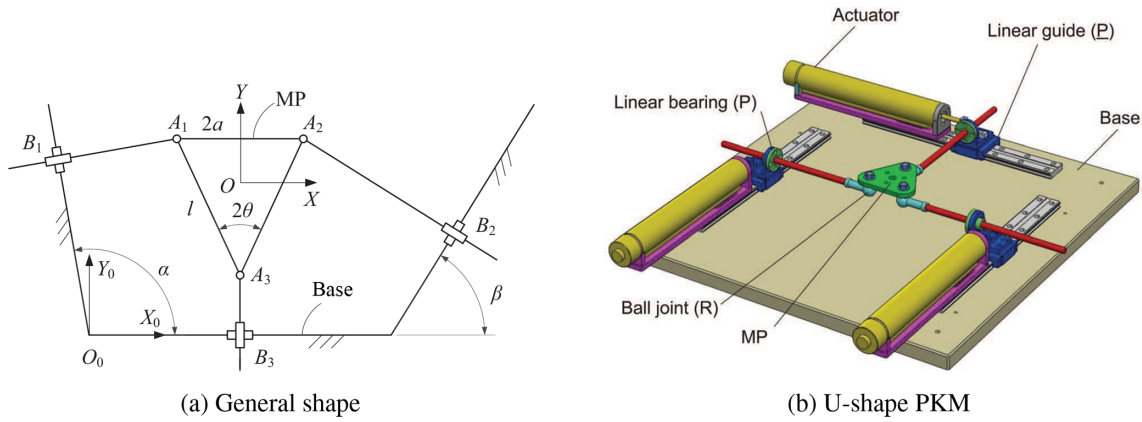 Y
MP
A₁
2a
A₂
B₁
O
X
l
2θ
B₂
A₃
α
Y₀
Base
β
X₀
O₀
B₃
(a) General shape
Actuator
Linear guide (P)
Linear bearing (P)
Base
Ball joint (R)
MP
(b) U-shape PKM